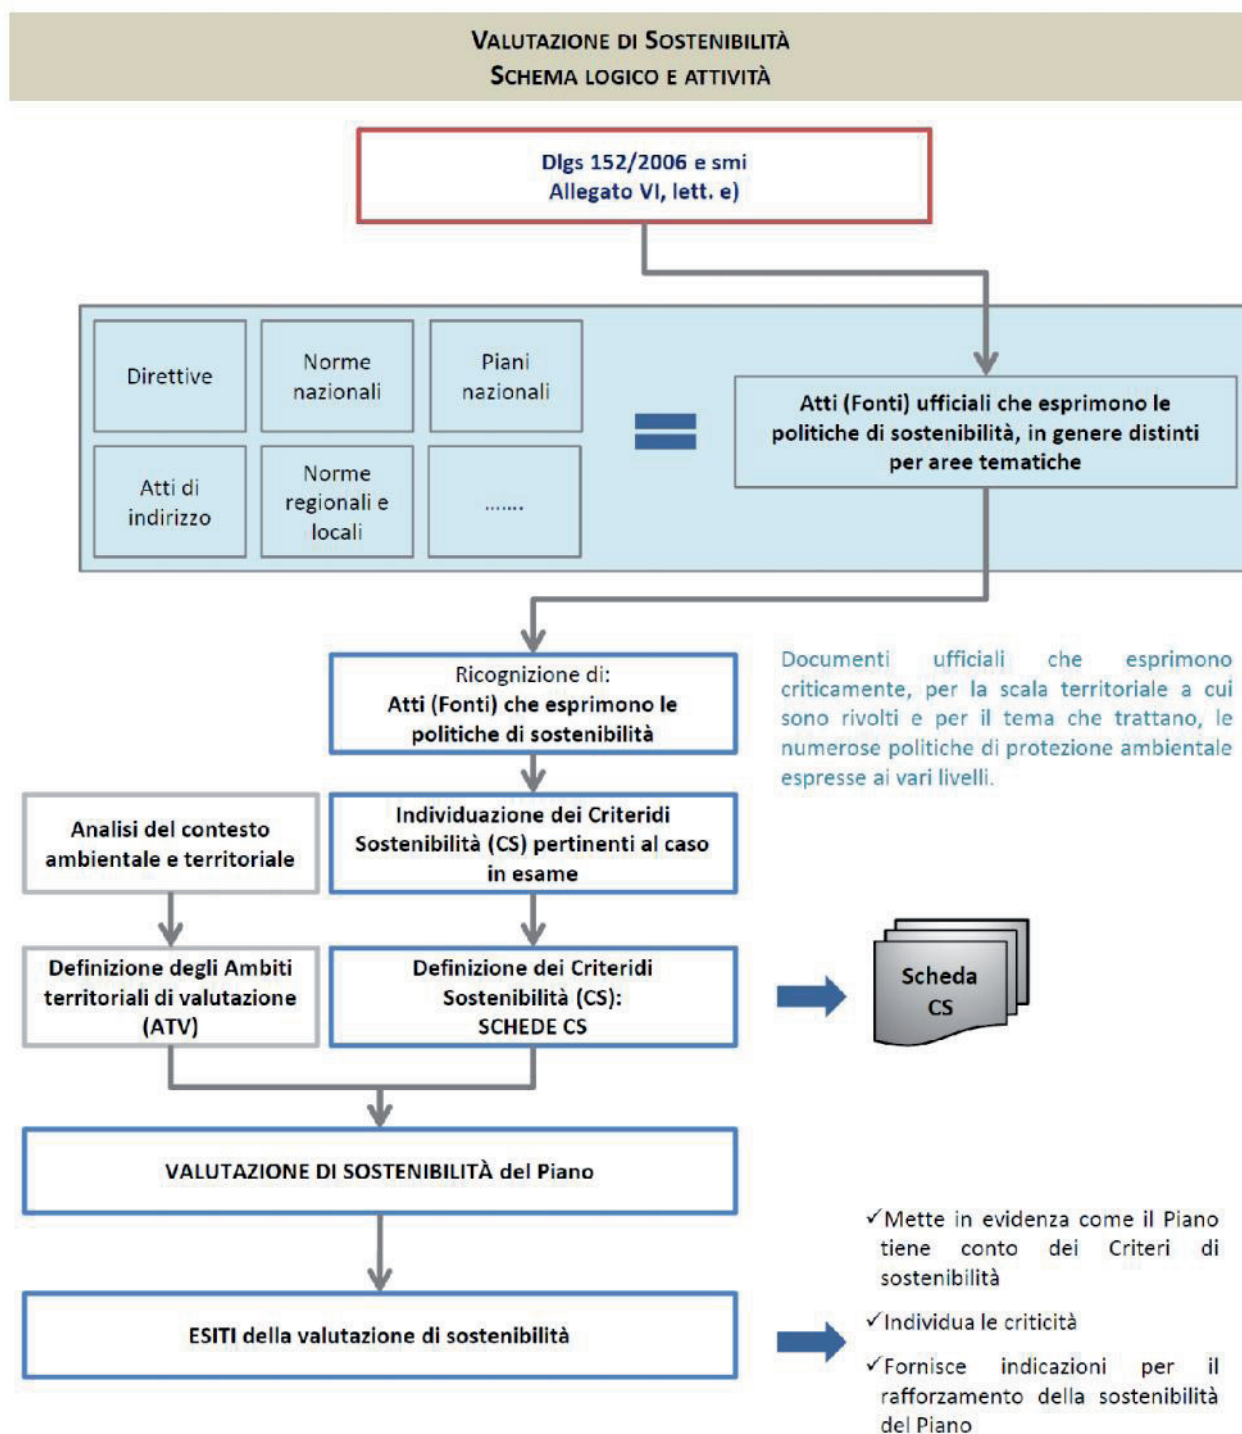 VALUTAZIONE DI SOSTENIBILITÀ
SCHEMA LOGICO E ATTIVITÀ
Dlgs 152/2006 e smi
Allegato VI, lett. e)
Direttive
Norme
nazionali
Piani
nazionali
Atti di
indirizzo
Norme
regionali e
locali
.......
Atti (Fonti) ufficiali che esprimono le
politiche di sostenibilità, in genere distinti
per aree tematiche
Ricognizione di:
Atti (Fonti) che esprimono le
politiche di sostenibilità
Documenti ufficiali che esprimono
criticamente, per la scala territoriale a cui
sono rivolti e per il tema che trattano, le
numerose politiche di protezione ambientale
espresse ai vari livelli.
Analisi del contesto
ambientale e territoriale
Individuazione dei Criteridi
Sostenibilità (CS) pertinenti al caso
in esame
Definizione degli Ambiti
territoriali di valutazione
(ATV)
Definizione dei Criteridi
Sostenibilità (CS):
SCHEDE CS
Scheda
CS
VALUTAZIONE DI SOSTENIBILITÀ del Piano
ESITI della valutazione di sostenibilità
✓Mette in evidenza come il Piano
tiene conto dei Criteri di
sostenibilità
✓Individua le criticità
✓Fornisce indicazioni per il
rafforzamento della sostenibilità
del Piano